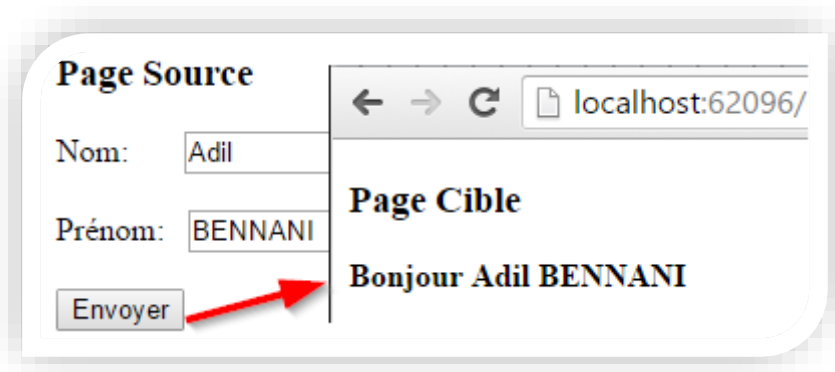 Page Source
Nom: Adil
Prénom: BENNANI
Envoyer
localhost:62096/
Page Cible
Bonjour Adil BENNANI